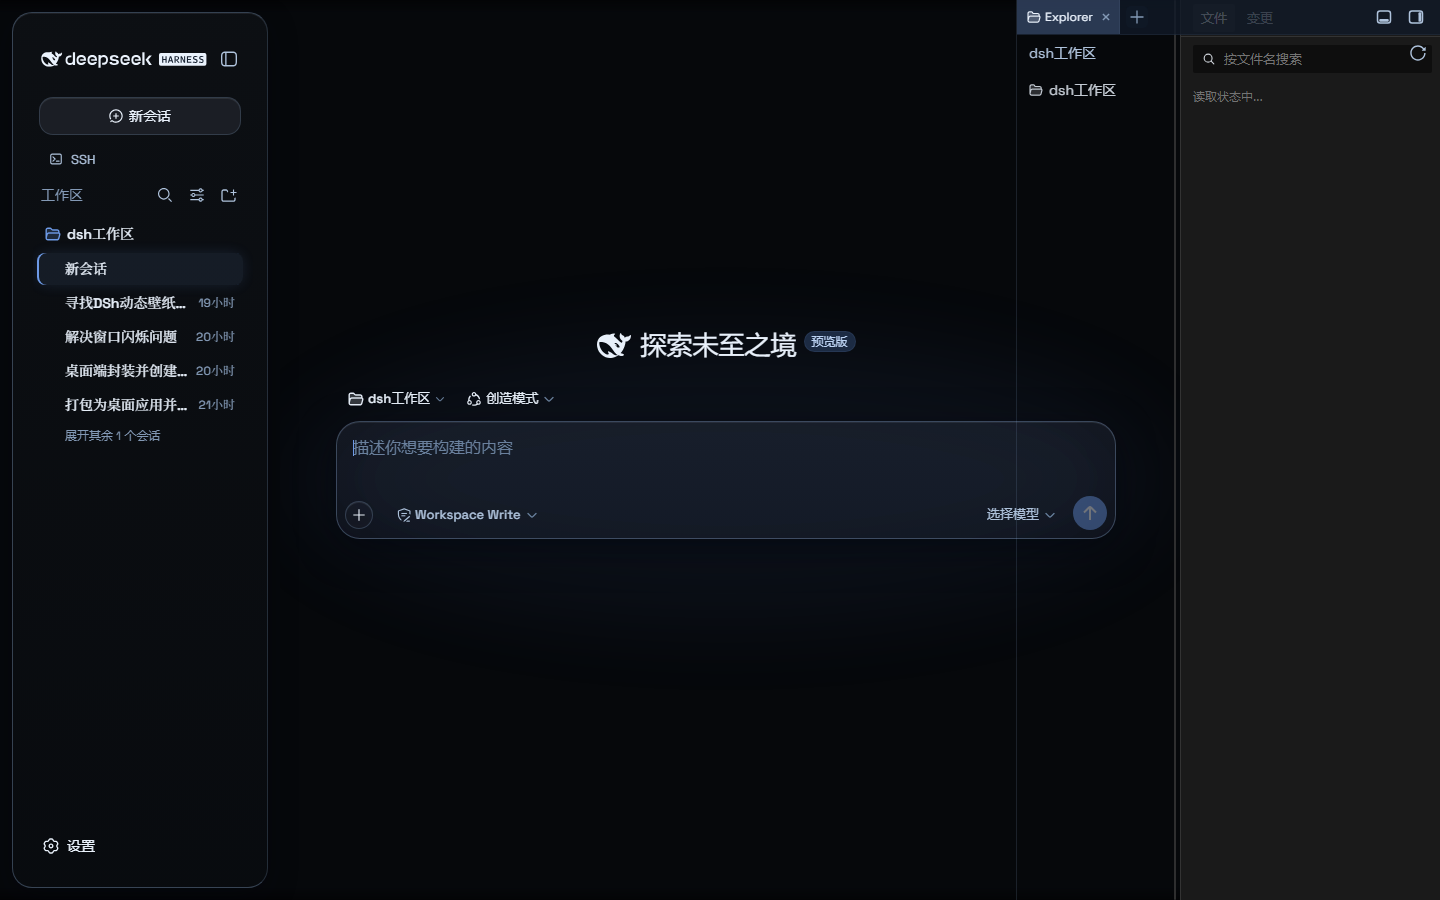 deepseek HARNESS
新会话
SSH
工作区
dsh工作区
新会话
寻找DSh动态壁纸... 19小时
解决窗口闪烁问题 20小时
桌面端封装并创建... 20小时
打包为桌面应用并... 21小时
展开其余 1 个会话
设置
探索未至之境 预览版
dsh工作区 创造模式
描述你想要构建的内容
Workspace Write 选择模型
Explorer
dsh工作区
dsh工作区
文件 变更
按文件名搜索
读取状态中...